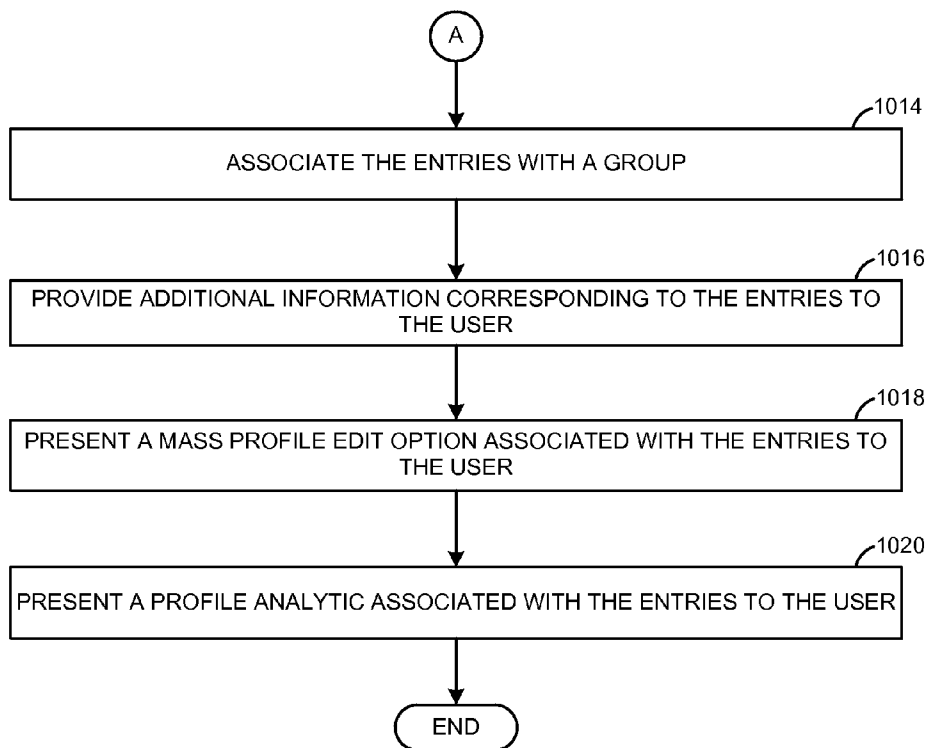 A
1014
ASSOCIATE THE ENTRIES WITH A GROUP
1016
PROVIDE ADDITIONAL INFORMATION CORRESPONDING TO THE ENTRIES TO
THE USER
1018
PRESENT A MASS PROFILE EDIT OPTION ASSOCIATED WITH THE ENTRIES TO
THE USER
1020
PRESENT A PROFILE ANALYTIC ASSOCIATED WITH THE ENTRIES TO THE USER
END